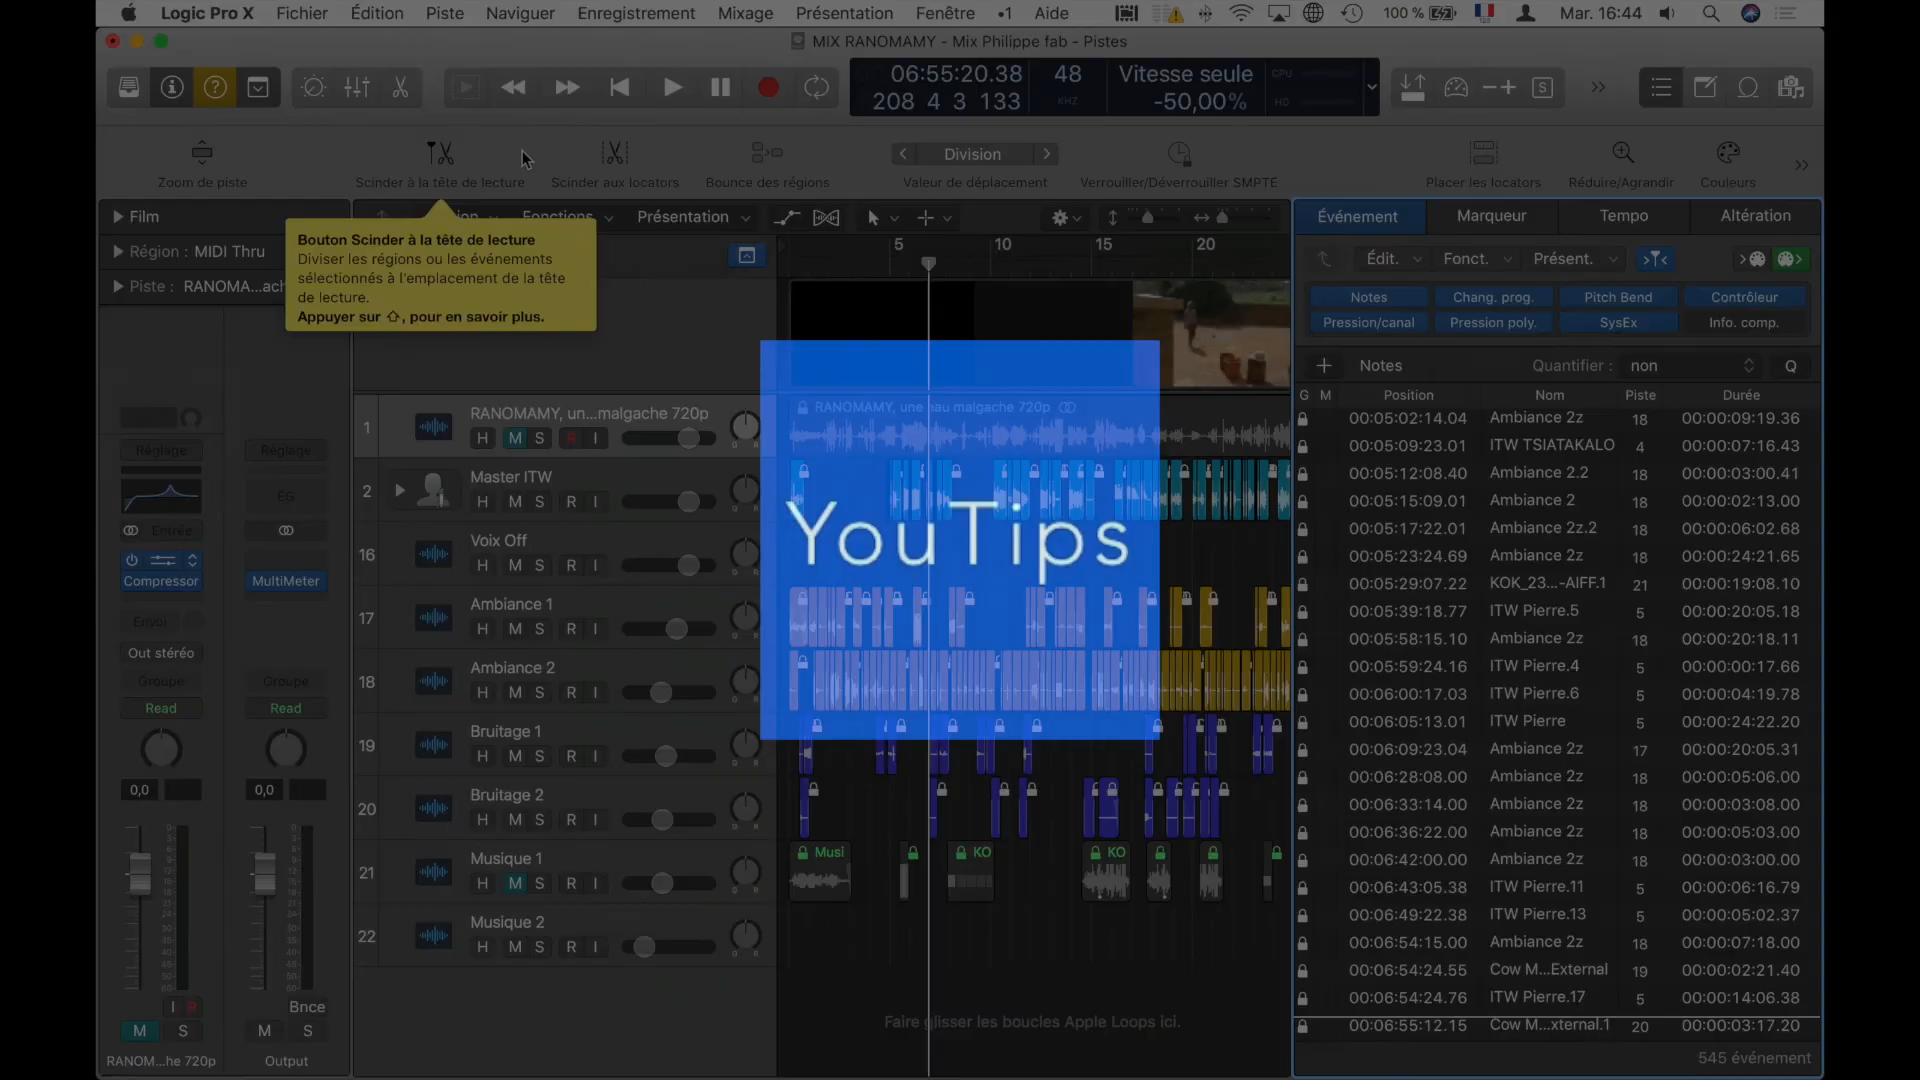 Logic Pro X Fichier Édition Piste Naviguer Enregistrement Mixage Présentation Fenêtre •1 Aide 100 % Mar. 16:44
MIX RANOMAMY - Mix Philippe fab - Pistes
06:55:20.38 48 Vitesse seule CPU
208 4 3 133 KHZ -50,00% HD
Division
Zoom de piste Scinder à la tête de lecture Scinder aux locators Bounce des régions Valeur de déplacement Verrouiller/Déverrouiller SMPTE Placer les locators Réduire/Agrandir Couleurs
Film
Région : MIDI Thru
Piste : RANOMA...ach
Fonctions Présentation
Bouton Scinder à la tête de lecture
Diviser les régions ou les événements
sélectionnés à l'emplacement de la tête
de lecture.
Appuyer sur ⇧, pour en savoir plus.
5 10 15 20
Événement Marqueur Tempo Altération
Édit. Fonct. Présent.
Notes Chang. prog. Pitch Bend Contrôleur
Pression/canal Pression poly. SysEx Info. comp.
Notes Quantifier : non Q
G M Position Nom Piste Durée
00:05:02:14.04 Ambiance 2z 18 00:00:09:19.36
00:05:09:23.01 ITW TSIATAKALO 4 00:00:07:16.43
00:05:12:08.40 Ambiance 2.2 18 00:00:03:00.41
00:05:15:09.01 Ambiance 2 18 00:00:02:13.00
00:05:17:22.01 Ambiance 2z.2 18 00:00:06:02.68
00:05:23:24.69 Ambiance 2z 18 00:00:24:21.65
00:05:29:07.22 KOK_23...-AIFF.1 21 00:00:19:08.10
00:05:39:18.77 ITW Pierre.5 5 00:00:20:05.18
00:05:58:15.10 Ambiance 2z 18 00:00:20:18.11
00:05:59:24.16 ITW Pierre.4 5 00:00:00:17.66
00:06:00:17.03 ITW Pierre.6 5 00:00:04:19.78
00:06:05:13.01 ITW Pierre 5 00:00:24:22.20
00:06:09:23.04 Ambiance 2z 17 00:00:20:05.31
00:06:28:08.00 Ambiance 2z 18 00:00:05:06.00
00:06:33:14.00 Ambiance 2z 18 00:00:03:08.00
00:06:36:22.00 Ambiance 2z 18 00:00:05:03.00
00:06:42:00.00 Ambiance 2z 18 00:00:03:00.00
00:06:43:05.38 ITW Pierre.11 5 00:00:06:16.79
00:06:49:22.38 ITW Pierre.13 5 00:00:05:02.37
00:06:54:15.00 Ambiance 2z 18 00:00:07:18.00
00:06:54:24.55 Cow M...External 19 00:00:02:21.40
00:06:54:24.76 ITW Pierre.17 5 00:00:14:06.38
00:06:55:12.15 Cow M...xternal.1 20 00:00:03:17.20
545 événement
1 RANOMAMY, un...malgache 720p
H M S R I
2 Master ITW
H M S R I
16 Voix Off
H M S R I
17 Ambiance 1
H M S R I
18 Ambiance 2
H M S R I
19 Bruitage 1
H M S R I
20 Bruitage 2
H M S R I
21 Musique 1
H M S R I
22 Musique 2
H M S R I
RANOMAMY, une eau malgache 720p
YouTips
Musi KO KO
Faire glisser les boucles Apple Loops ici.
Réglage Réglage
EQ
Entrée
Compressor MultiMeter
Envoi
Out stéréo
Groupe Groupe
Read Read
0,0 0,0
I R Bnce
M S M S
RANOM...he 720p Output